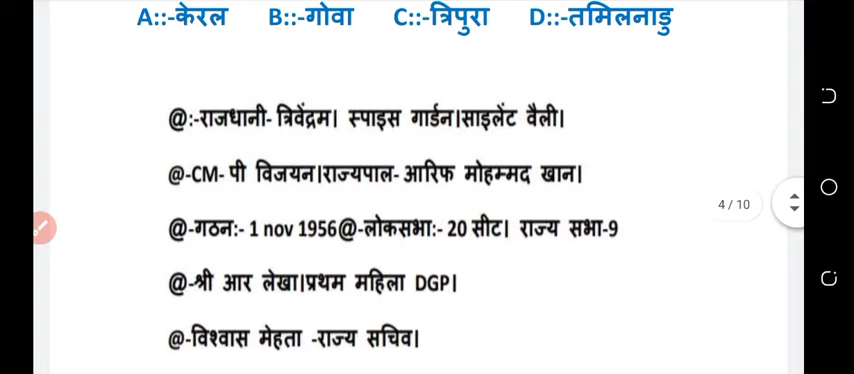 A::-केरल B::-गोवा C::-त्रिपुरा D::-तमिलनाडु
@:-राजधानी- त्रिवेंद्रम। स्पाइस गार्डन।साइलेंट वैली।
@-CM- पी विजयन।राज्यपाल- आरिफ मोहम्मद खान।
@-गठन:- 1 nov 1956@-लोकसभा:- 20 सीट। राज्य सभा-9
4 / 10
@-श्री आर लेखा।प्रथम महिला DGP।
@-विश्वास मेहता -राज्य सचिव।